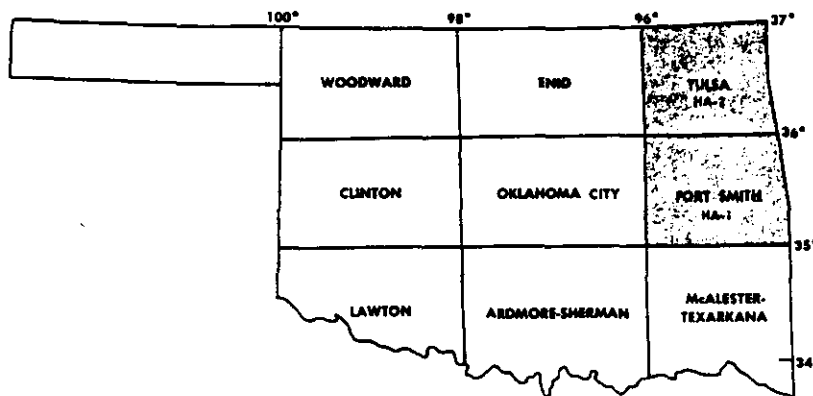 100° 98° 96° 37°
WOODWARD ENID TULSA
HA-2
36°
CLINTON OKLAHOMA CITY FORT SMITH
HA-1
35°
LAWTON ARDMORE-SHERMAN McALESTER-
TEXARKANA
34